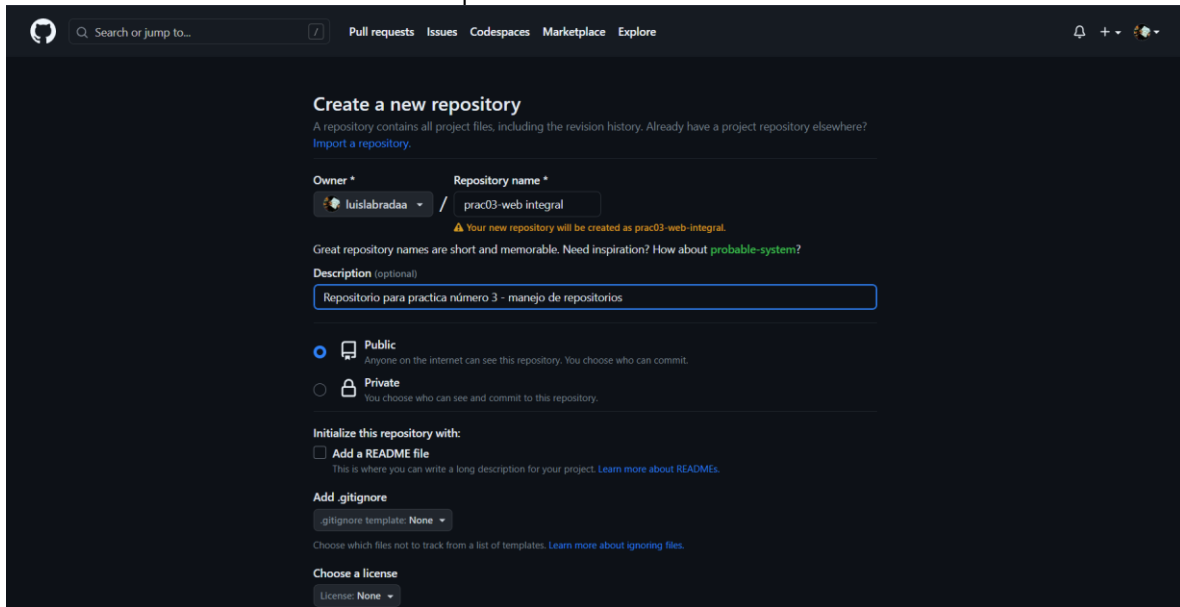 Search or jump to... / Pull requests Issues Codespaces Marketplace Explore
Create a new repository
A repository contains all project files, including the revision history. Already have a project repository elsewhere?
Import a repository.
Owner * Repository name *
luislabradaa / prac03-web integral
Your new repository will be created as prac03-web-integral.
Great repository names are short and memorable. Need inspiration? How about probable-system?
Description (optional)
Repositorio para practica número 3 - manejo de repositorios
Public
Anyone on the internet can see this repository. You choose who can commit.
Private
You choose who can see and commit to this repository.
Initialize this repository with:
Add a README file
This is where you can write a long description for your project. Learn more about READMEs.
Add .gitignore
.gitignore template: None
Choose which files not to track from a list of templates. Learn more about ignoring files.
Choose a license
License: None